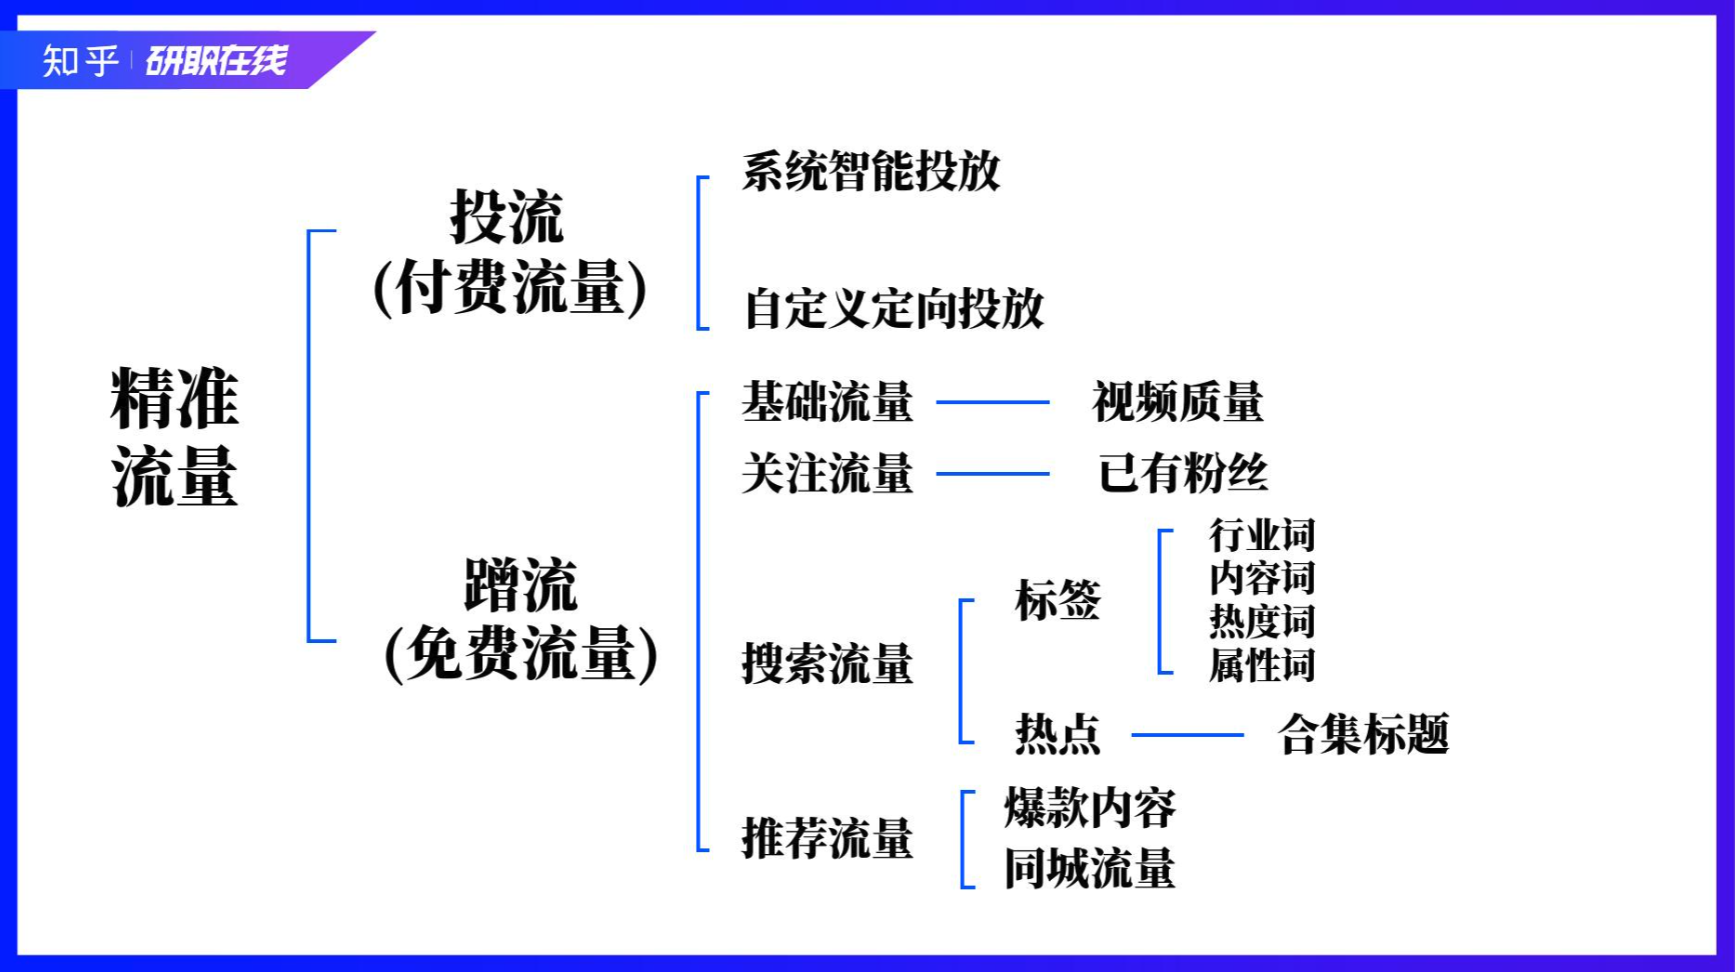 知乎 研职在线
精准
流量
投流
(付费流量)
系统智能投放
自定义定向投放
蹭流
(免费流量)
基础流量
视频质量
关注流量
已有粉丝
搜索流量
标签
行业词
内容词
热度词
属性词
热点
合集标题
推荐流量
爆款内容
同城流量